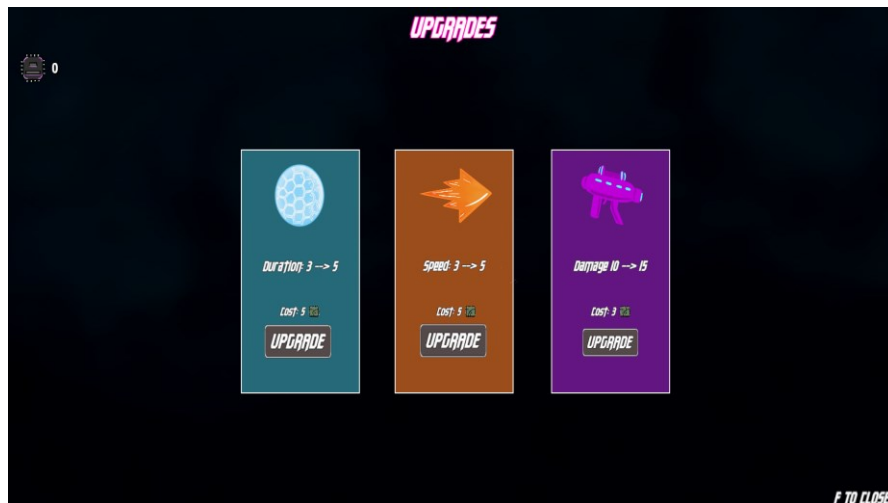 UPGRADES
0
Duration: 3 --> 5
Cost: 5
UPGRADE
Speed: 3 --> 5
Cost: 5
UPGRADE
Damage 10 --> 15
Cost: 3
UPGRADE
F TO CLOSE